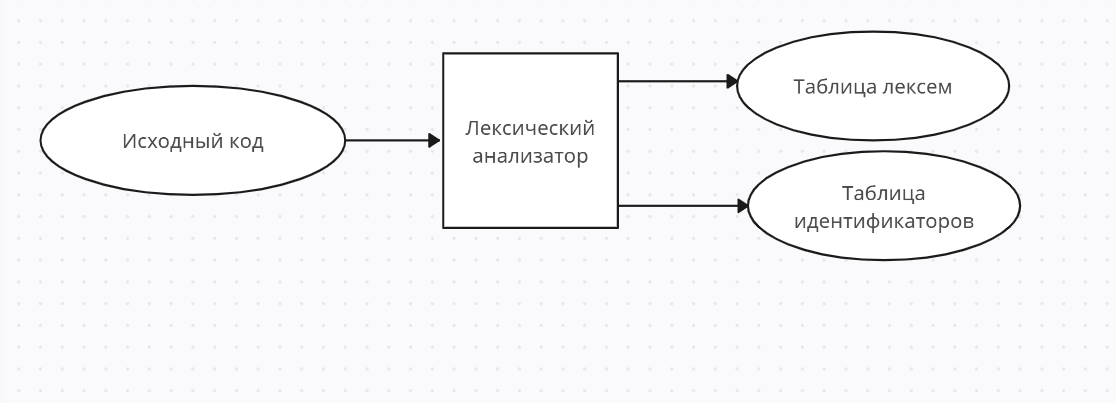 Исходный код
Лексический
анализатор
Таблица лексем
Таблица
идентификаторов